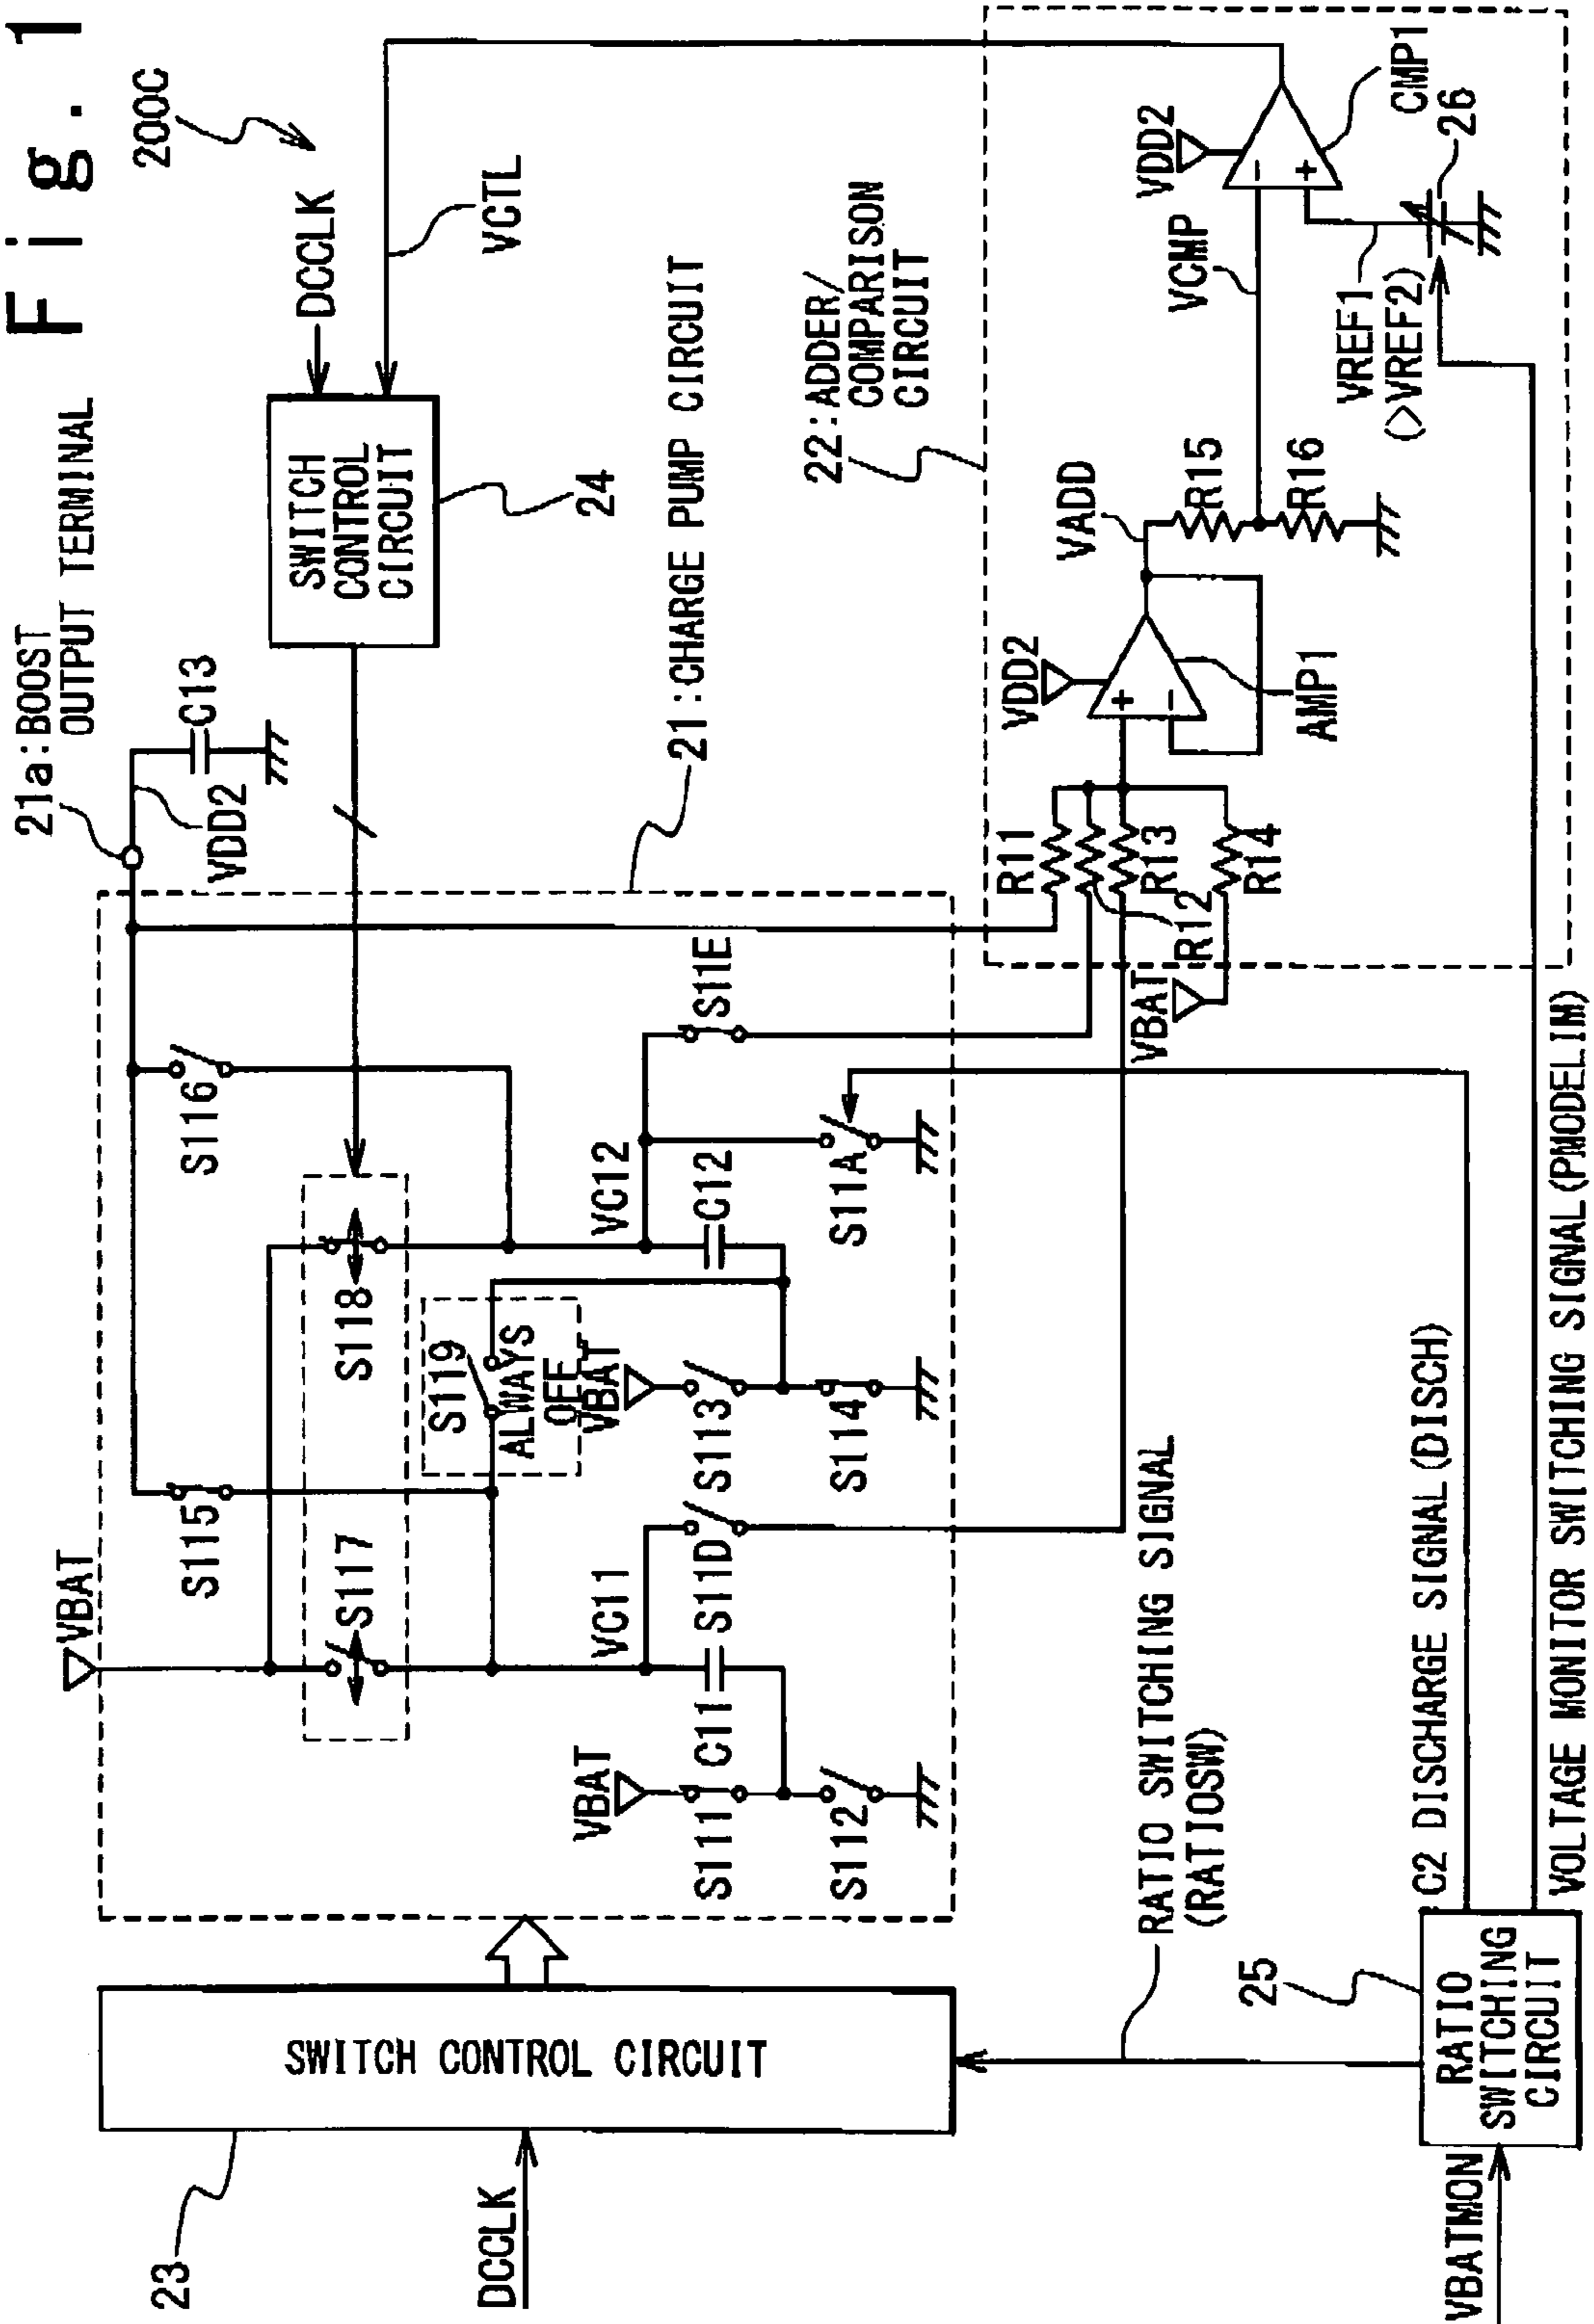 Fig. 1
200C
21a:BOOST
OUTPUT TERMINAL
C13
VDD2
SWITCH
CONTROL
CIRCUIT
24
DCCLK
VCTL
21:CHARGE PUMP CIRCUIT
22:ADDER/
COMPARISON
CIRCUIT
23
SWITCH CONTROL CIRCUIT
DCCLK
VBAT
S115
S116
S117
S118
S119
ALWAYS
OFF
VBAT
S111
S112
C11
VC11
S11D
VBAT
S113
S114
VC12
C12
S11A
S11E
R11
R12
R13
R14
VBAT
VDD2
+
-
AMP1
VADD
R15
R16
VCMP
VDD2
-
+
CMP1
26
VREF1
(>VREF2)
RATIO SWITCHING SIGNAL
(RATIOSW)
25
RATIO
SWITCHING
CIRCUIT
VBATMON
C2 DISCHARGE SIGNAL(DISCH)
VOLTAGE MONITOR SWITCHING SIGNAL(PMODELIM)